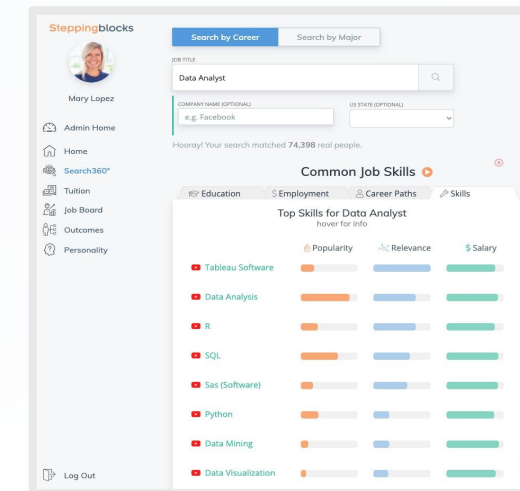 Steppingblocks
Mary Lopez
Admin Home
Home
Search360°
Tuition
Job Board
Outcomes
Personality
Log Out
Search by Career
Search by Major
JOB TITLE
Data Analyst
COMPANY NAME (OPTIONAL)
US STATE (OPTIONAL)
e.g. Facebook
Hooray! Your search matched 74,398 real people.
Common Job Skills
Education
$ Employment
Career Paths
Skills
Top Skills for Data Analyst
hover for info
Popularity
Relevance
$ Salary
Tableau Software
Data Analysis
R
SQL
Sas (Software)
Python
Data Mining
Data Visualization